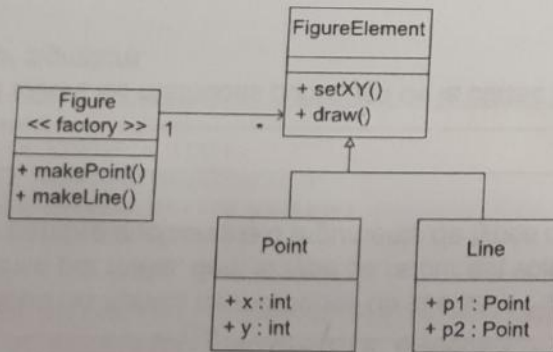 FigureElement
+ setXY()
+ draw()
Figure
<< factory >>
1
*
+ makePoint()
+ makeLine()
Point
+ x : int
+ y : int
Line
+ p1 : Point
+ p2 : Point